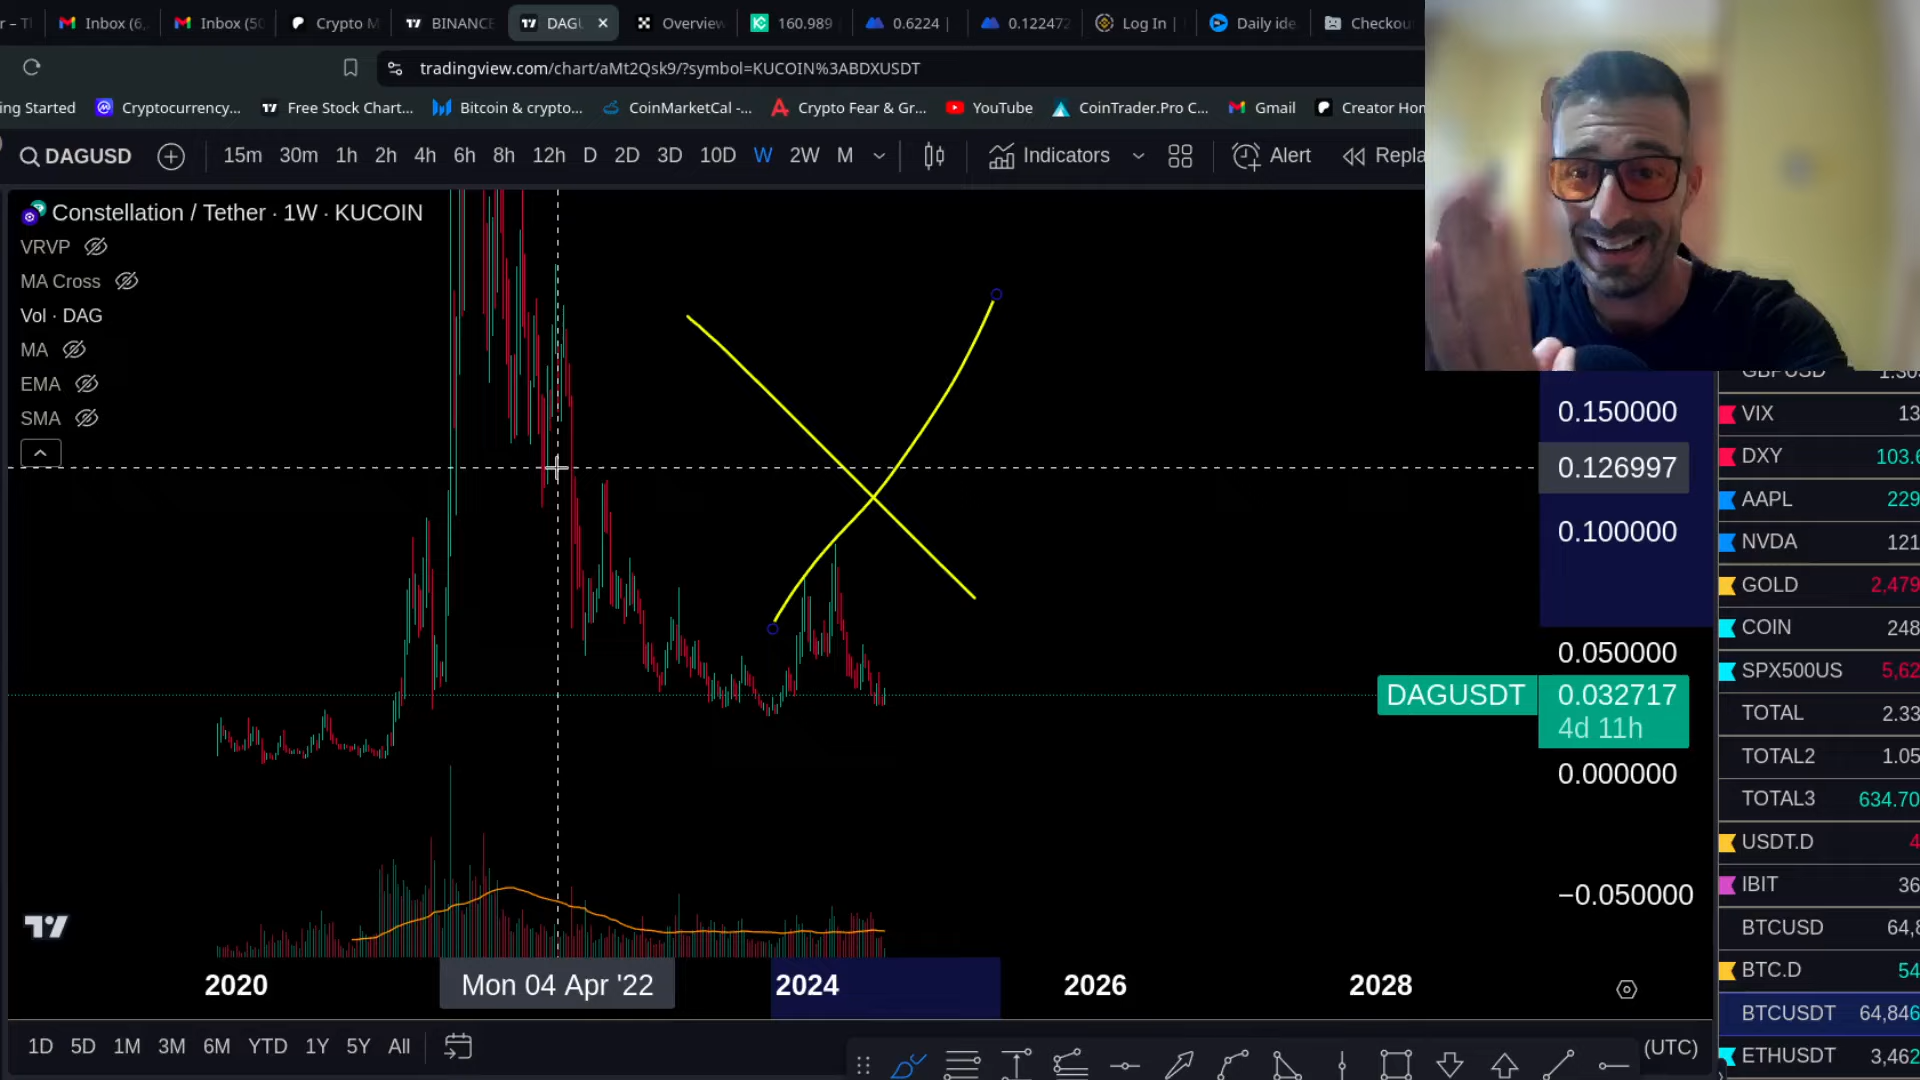 Inbox (6,
Inbox (50
Crypto M
BINANCE
DAGU
Overview
160.989
0.6224 |
0.122472
Log In |
Daily ide
Checkou
tradingview.com/chart/aMt2Qsk9/?symbol=KUCOIN%3ABDXUSDT
ing Started
Cryptocurrency...
Free Stock Chart...
Bitcoin & crypto...
CoinMarketCal -...
Crypto Fear & Gr...
YouTube
CoinTrader.Pro C...
Gmail
Creator Hom
DAGUSD
15m 30m 1h 2h 4h 6h 8h 12h D 2D 3D 10D W 2W M
Indicators
Alert
Repla
Constellation / Tether · 1W · KUCOIN
VRVP
MA Cross
Vol · DAG
MA
EMA
SMA
0.150000
0.126997
0.100000
0.050000
DAGUSDT
0.032717
4d 11h
0.000000
−0.050000
GBPUSD 1.30
VIX 13
DXY 103.6
AAPL 229
NVDA 121
GOLD 2,479
COIN 248
SPX500US 5,62
TOTAL 2.33
TOTAL2 1.05
TOTAL3 634.70
USDT.D 4
IBIT 36
BTCUSD 64,8
BTC.D 54
BTCUSDT 64,846
ETHUSDT 3,462
2020
Mon 04 Apr '22
2024
2026
2028
1D 5D 1M 3M 6M YTD 1Y 5Y All
(UTC)